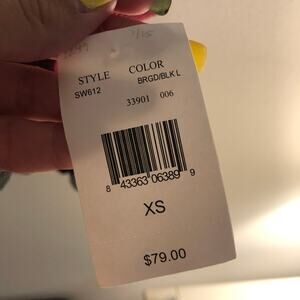 STYLE COLOR
SW612 BRGD/BLK L
33901 006
8 43363 06389 9
XS
$79.00